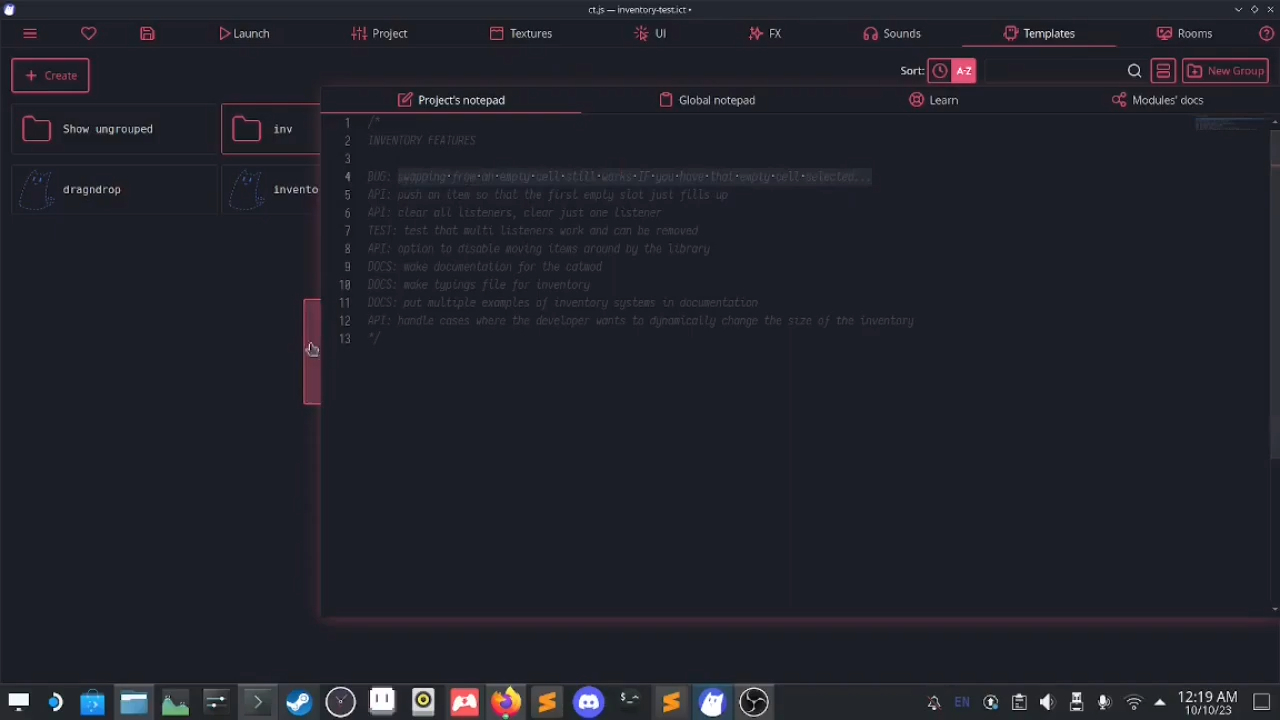 ct.js — inventory-test.ict •
Launch
Project
Textures
UI
FX
Sounds
Templates
Rooms
+ Create
Sort:
A-Z
New Group
Show ungrouped
inv
dragndrop
invento
Project's notepad
Global notepad
Learn
Modules' docs
1 /*
2 INVENTORY FEATURES
3
4 BUG: swapping from an empty cell still works IF you have that empty cell selected...
5 API: push an item so that the first empty slot just fills up
6 API: clear all listeners, clear just one listener
7 TEST: test that multi listeners work and can be removed
8 API: option to disable moving items around by the library
9 DOCS: make documentation for the catmod
10 DOCS: make typings file for inventory
11 DOCS: put multiple examples of inventory systems in documentation
12 API: handle cases where the developer wants to dynamically change the size of the inventory
13 */
EN
12:19 AM
10/10/23